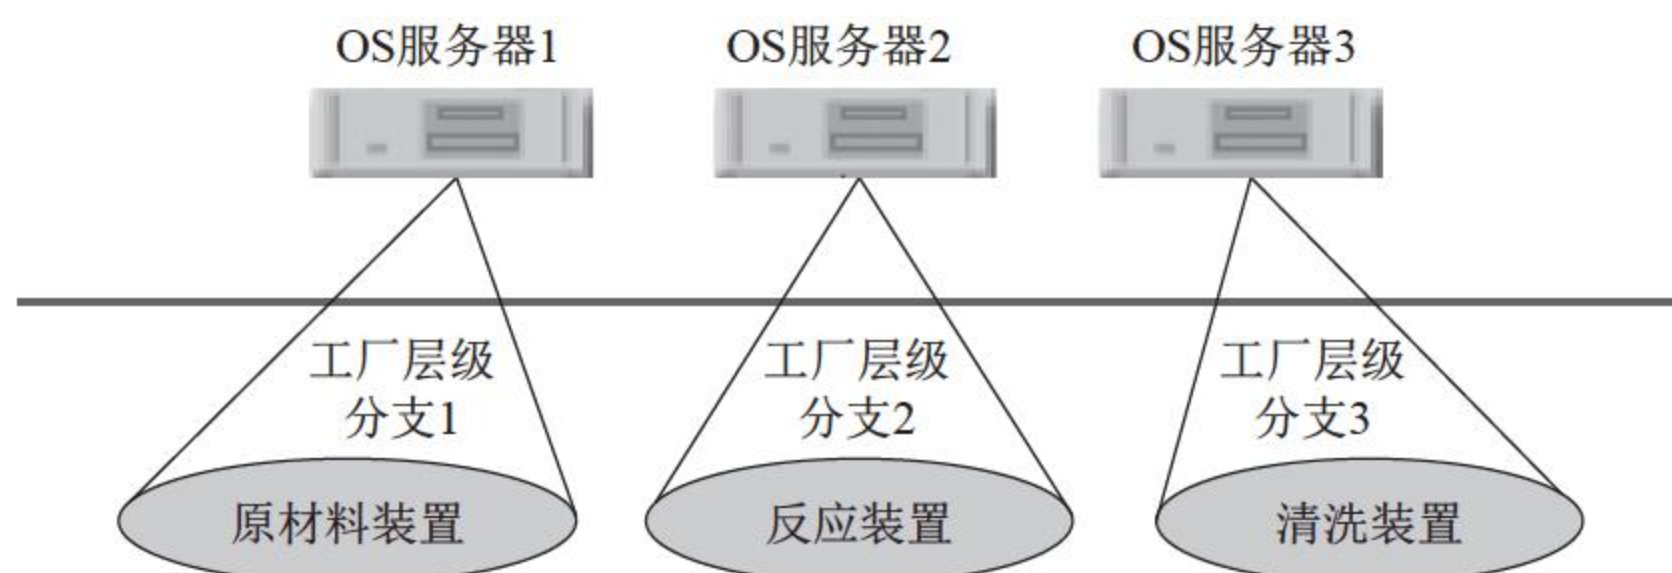 OS服务器1
OS服务器2
OS服务器3
工厂层级
分支1
工厂层级
分支2
工厂层级
分支3
原材料装置
反应装置
清洗装置